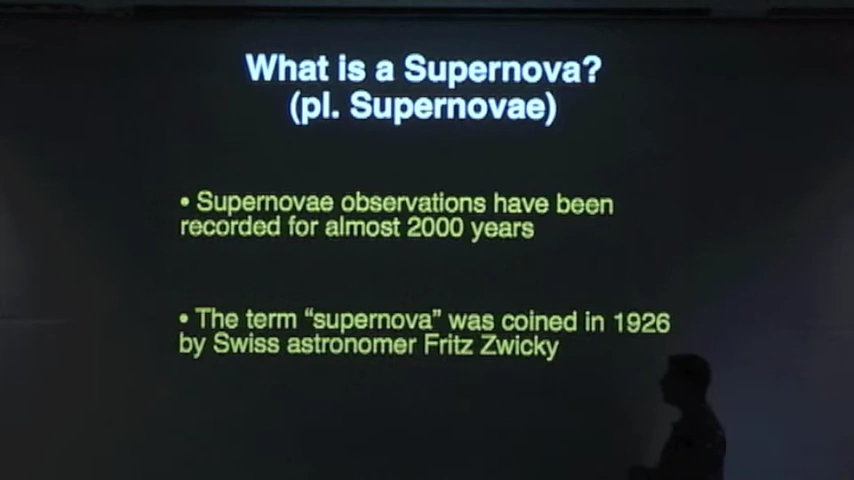 What is a Supernova?
(pl. Supernovae)
• Supernovae observations have been
recorded for almost 2000 years
• The term “supernova” was coined in 1926
by Swiss astronomer Fritz Zwicky